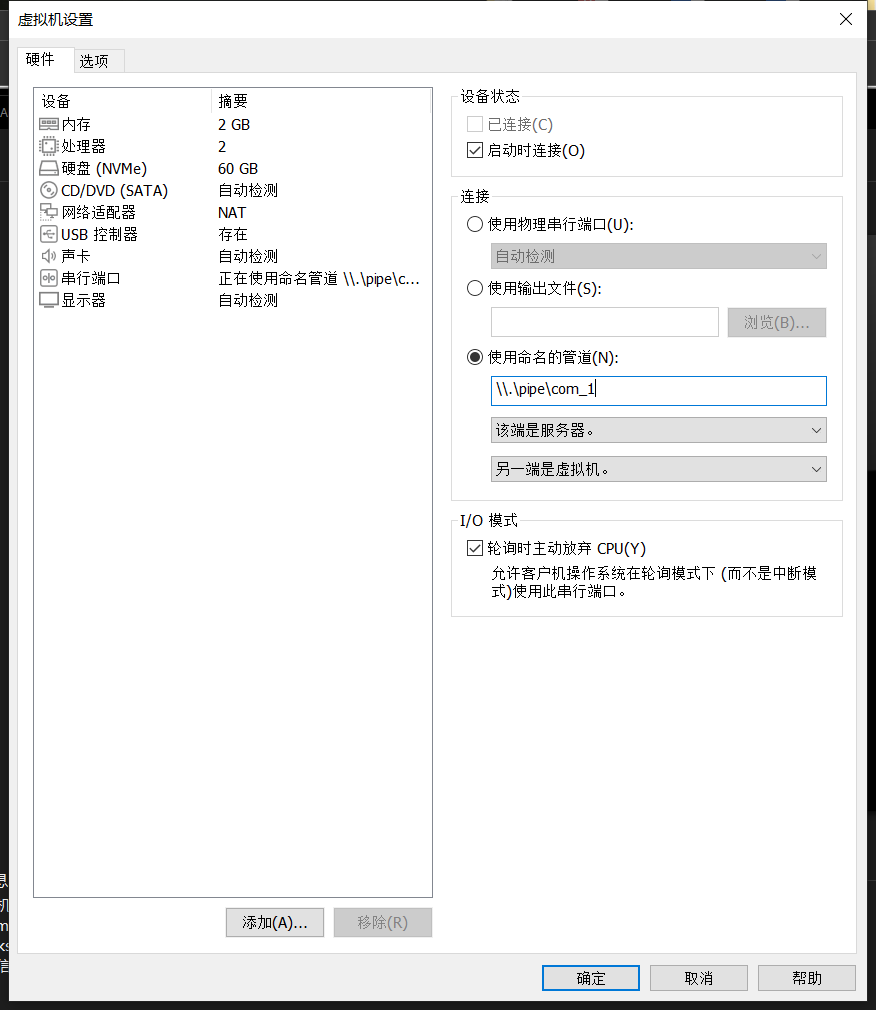 虚拟机设置
硬件 选项
设备 摘要
内存 2 GB
处理器 2
硬盘 (NVMe) 60 GB
CD/DVD (SATA) 自动检测
网络适配器 NAT
USB 控制器 存在
声卡 自动检测
串行端口 正在使用命名管道 \\.\pipe\c...
显示器 自动检测
添加(A)... 移除(R)
设备状态
已连接(C)
启动时连接(O)
连接
使用物理串行端口(U):
自动检测
使用输出文件(S):
浏览(B)...
使用命名的管道(N):
\\.\pipe\com_1
该端是服务器。
另一端是虚拟机。
I/O 模式
轮询时主动放弃 CPU(Y)
允许客户机操作系统在轮询模式下 (而不是中断模
式)使用此串行端口。
确定 取消 帮助